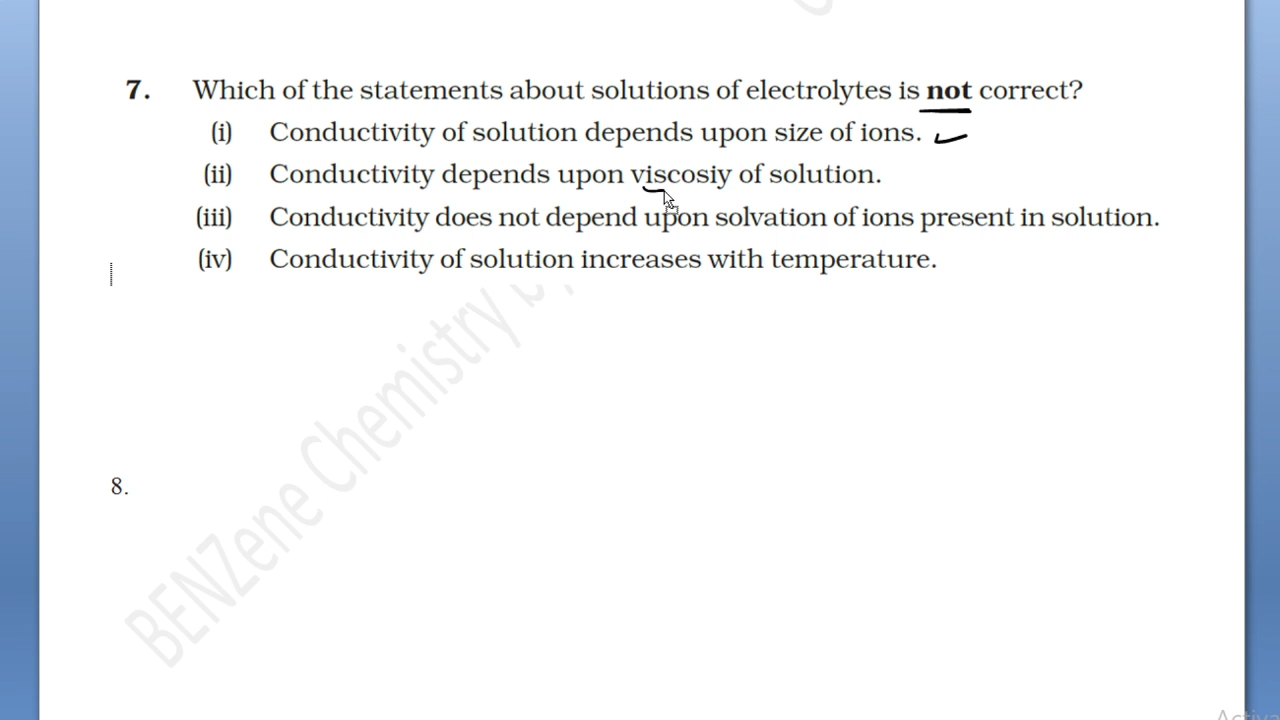 7. Which of the statements about solutions of electrolytes is not correct?
(i) Conductivity of solution depends upon size of ions.
(ii) Conductivity depends upon viscosiy of solution.
(iii) Conductivity does not depend upon solvation of ions present in solution.
(iv) Conductivity of solution increases with temperature.
BENZene Chemistry
8.